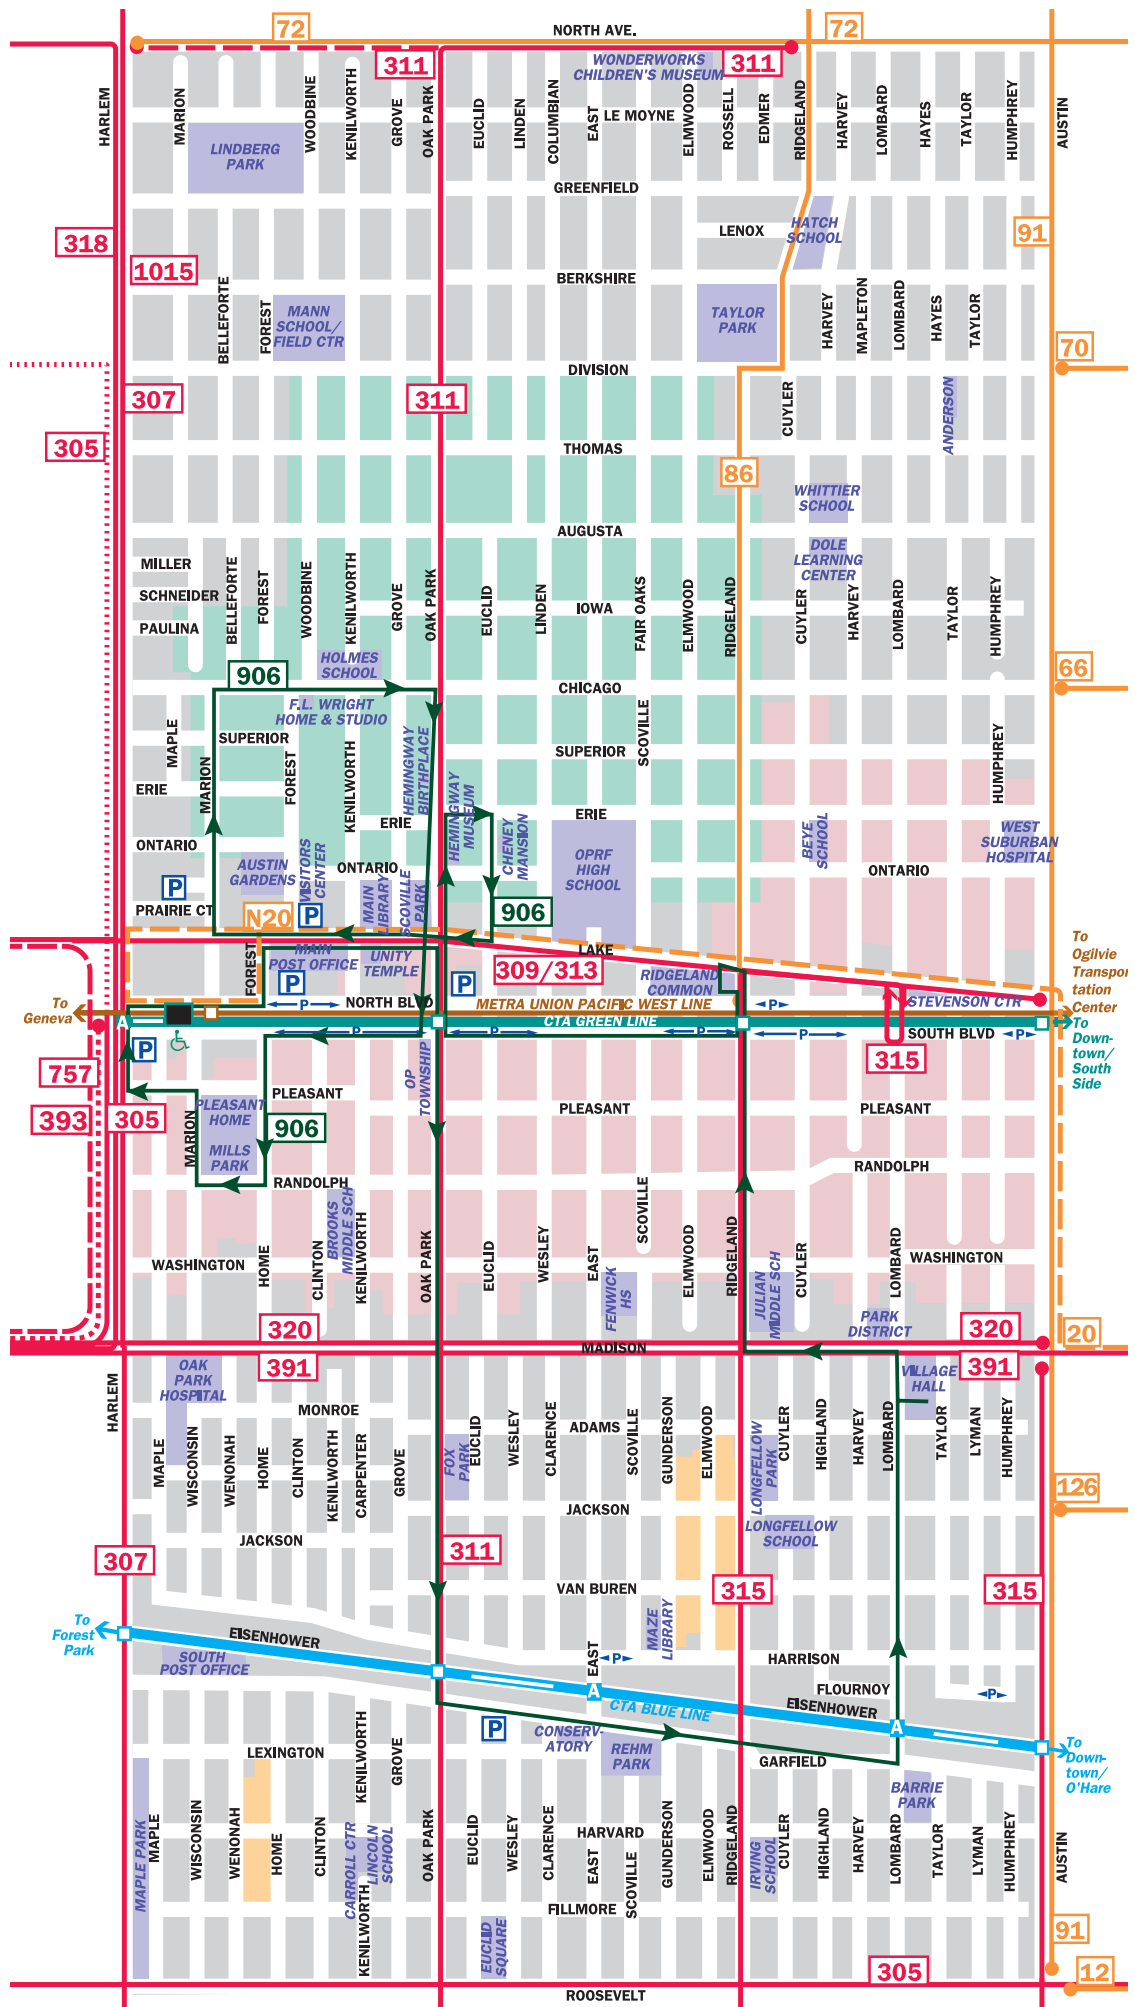 72
NORTH AVE.
72
311
WONDERWORKS
CHILDREN'S MUSEUM
311
HARLEM
MARION
WOODBINE
KENILWORTH
GROVE
OAK PARK
EUCLID
LINDEN
COLUMBIAN
EAST
LE MOYNE
ELMWOOD
ROSSELL
EDMER
RIDGELAND
HARVEY
LOMBARD
HAYES
TAYLOR
HUMPHREY
AUSTIN
LINDBERG
PARK
GREENFIELD
318
LENOX
HATCH
SCHOOL
91
1015
BERKSHIRE
BELLEFORTE
FOREST
MANN
SCHOOL/
FIELD CTR
TAYLOR
PARK
HARVEY
MAPLETON
LOMBARD
HAYES
TAYLOR
70
DIVISION
307
311
CUYLER
ANDERSON
305
THOMAS
86
WHITTIER
SCHOOL
AUGUSTA
DOLE
LEARNING
CENTER
MILLER
SCHNEIDER
PAULINA
BELLEFORTE
FOREST
WOODBINE
KENILWORTH
GROVE
OAK PARK
EUCLID
LINDEN
IOWA
FAIR OAKS
ELMWOOD
RIDGELAND
CUYLER
HARVEY
LOMBARD
TAYLOR
HUMPHREY
HOLMES
SCHOOL
66
906
CHICAGO
F.L. WRIGHT
HOME & STUDIO
MAPLE
SUPERIOR
SUPERIOR
SCOVILLE
HEMINGWAY
BIRTHPLACE
HUMPHREY
MARION
FOREST
KENILWORTH
ERIE
HEMINGWAY
MUSEUM
ERIE
ERIE
CHENEY
MANSION
ONTARIO
BEYE
SCHOOL
WEST
SUBURBAN
HOSPITAL
AUSTIN
GARDENS
VISITORS
CENTER
ONTARIO
OPRF
HIGH
SCHOOL
ONTARIO
P
MAIN
LIBRARY
SCOVILLE
PARK
PRAIRIE CT
N20
P
906
FOREST
MAIN
POST OFFICE
UNITY
TEMPLE
LAKE
309/313
RIDGELAND
COMMON
To
Ogilvie
Transpor-
tation
Center
P
P
To
Geneva
P
NORTH BLVD
METRA UNION PACIFIC WEST LINE
P
STEVENSON CTR
A
CTA GREEN LINE
To
Down-
town/
South
Side
P
P
P
P
P
SOUTH BLVD
P
P
757
315
OP
TOWNSHIP
PLEASANT
393
305
MARION
PLEASANT
HOME
MILLS
PARK
906
PLEASANT
PLEASANT
RANDOLPH
RANDOLPH
BROOKS
MIDDLE SCH
WASHINGTON
HOME
CLINTON
KENILWORTH
OAK PARK
EUCLID
WESLEY
EAST
SCOVILLE
ELMWOOD
RIDGELAND
CUYLER
LOMBARD
WASHINGTON
FENWICK
HS
JULIAN
MIDDLE SCH
PARK
DISTRICT
320
320
20
MADISON
391
391
OAK
PARK
HOSPITAL
VILLAGE
HALL
HARLEM
MONROE
ADAMS
MAPLE
WISCONSIN
WENONAH
HOME
CLINTON
KENILWORTH
CARPENTER
GROVE
FOX
PARK
EUCLID
WESLEY
CLARENCE
SCOVILLE
GUNDERSON
ELMWOOD
LONGFELLOW
PARK
CUYLER
HIGHLAND
HARVEY
LOMBARD
TAYLOR
LYMAN
HUMPHREY
126
JACKSON
JACKSON
LONGFELLOW
SCHOOL
307
311
VAN BUREN
315
315
To
Forest
Park
EISENHOWER
SOUTH
POST OFFICE
MAZE
LIBRARY
EAST
P
HARRISON
FLOURNOY
A
CTA BLUE LINE
EISENHOWER
P
A
P
CONSERV-
ATORY
REHM
PARK
GARFIELD
To
Down-
town/
O'Hare
LEXINGTON
KENILWORTH
GROVE
BARRIE
PARK
MAPLE PARK
MAPLE
WISCONSIN
WENONAH
HOME
CLINTON
CARROLL CTR
LINCOLN
SCHOOL
OAK PARK
EUCLID
WESLEY
CLARENCE
HARVARD
EAST
SCOVILLE
GUNDERSON
ELMWOOD
RIDGELAND
IRVING
SCHOOL
CUYLER
HIGHLAND
HARVEY
LOMBARD
TAYLOR
LYMAN
HUMPHREY
AUSTIN
KENILWORTH
FILLMORE
EUCLID
SQUARE
91
305
12
ROOSEVELT